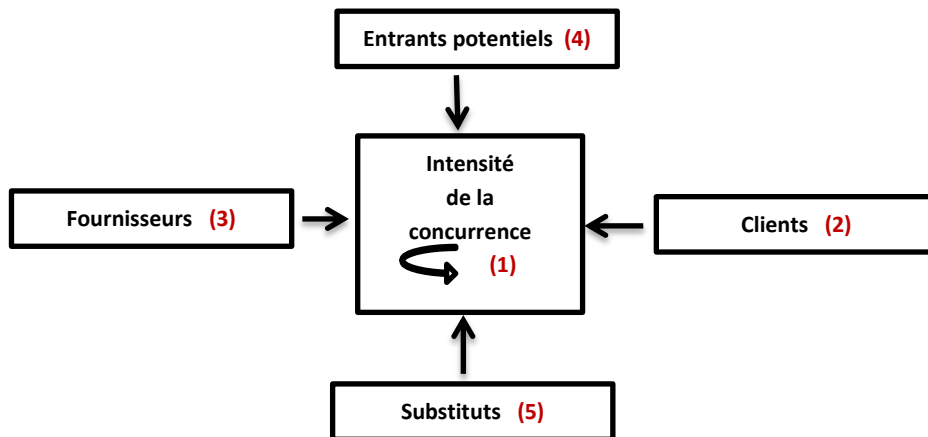 Entrants potentiels (4)
Intensité
de la
concurrence
(1)
Fournisseurs (3)
Clients (2)
Substituts (5)